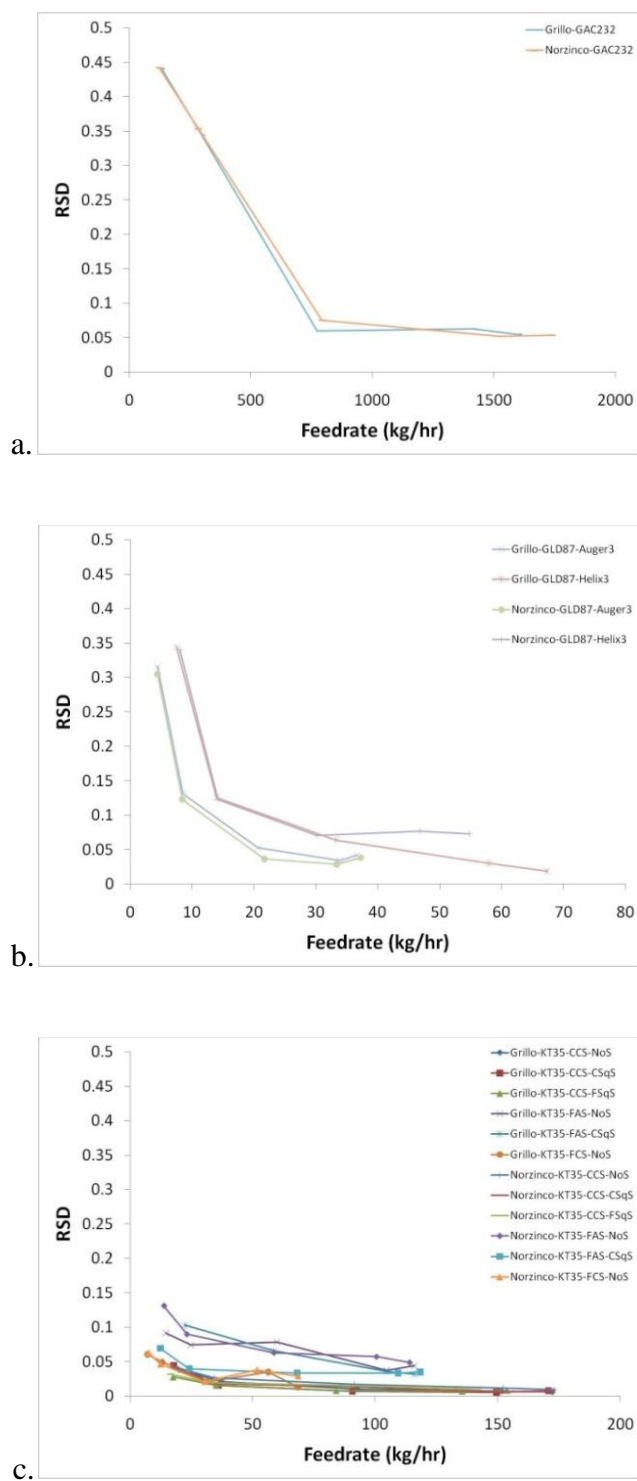 0.5
0.45
0.4
0.35
0.3
0.25
0.2
0.15
0.1
0.05
0
RSD
Grillo-GAC232
Norzinco-GAC232
0 500 1000 1500 2000
Feedrate (kg/hr)
a.
0.5
0.45
0.4
0.35
0.3
0.25
0.2
0.15
0.1
0.05
0
RSD
Grillo-GLD87-Auger3
Grillo-GLD87-Helix3
Norzinco-GLD87-Auger3
Norzinco-GLD87-Helix3
0 10 20 30 40 50 60 70 80
Feedrate (kg/hr)
b.
0.5
0.45
0.4
0.35
0.3
0.25
0.2
0.15
0.1
0.05
0
RSD
Grillo-KT35-CCS-NoS
Grillo-KT35-CCS-CSqS
Grillo-KT35-CCS-FSqS
Grillo-KT35-FAS-NoS
Grillo-KT35-FAS-CSqS
Grillo-KT35-FCS-NoS
Norzinco-KT35-CCS-NoS
Norzinco-KT35-CCS-CSqS
Norzinco-KT35-CCS-FSqS
Norzinco-KT35-FAS-NoS
Norzinco-KT35-FAS-CSqS
Norzinco-KT35-FCS-NoS
0 50 100 150 200
Feedrate (kg/hr)
c.